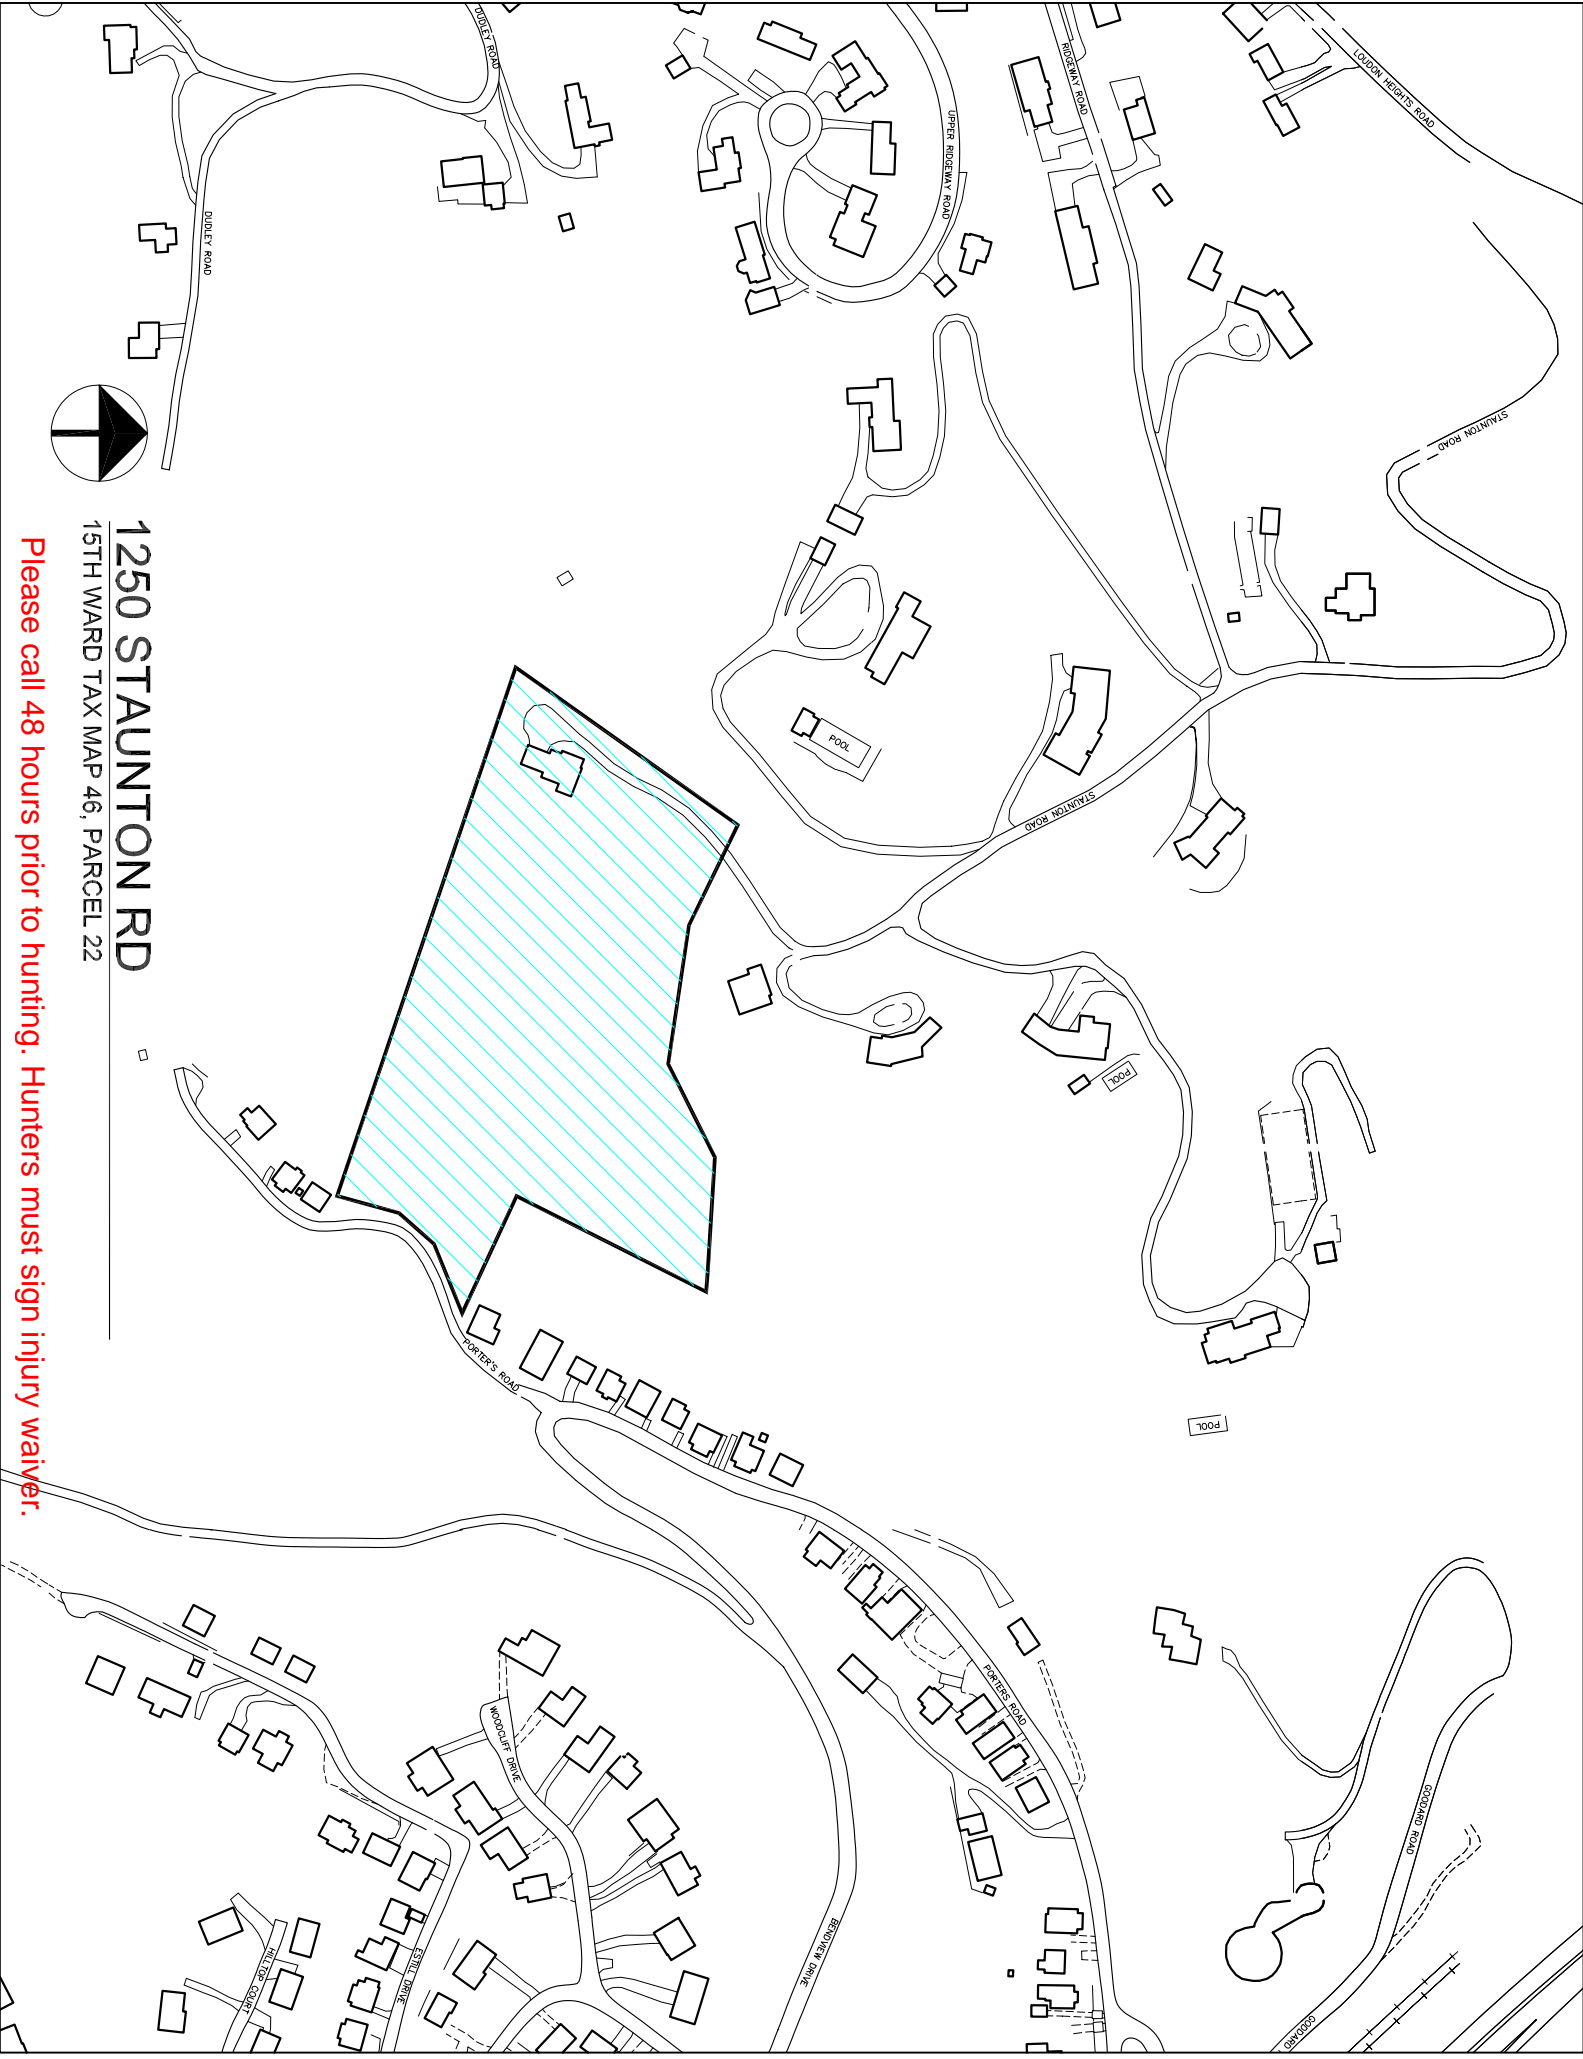 1250 STAUNTON RD
15TH WARD TAX MAP 46, PARCEL 22
Please call 48 hours prior to hunting. Hunters must sign injury waiver.
LOUDON HEIGHTS ROAD
RIDGEWAY ROAD
UPPER RIDGEWAY ROAD
DUDLEY ROAD
DUDLEY ROAD
STAUNTON ROAD
STAUNTON ROAD
POOL
POOL
POOL
PORTER'S ROAD
PORTERS ROAD
GODDARD ROAD
GODDARD
WOODCLIFF DRIVE
BENDVIEW DRIVE
ESTILL DRIVE
HILLTOP COURT